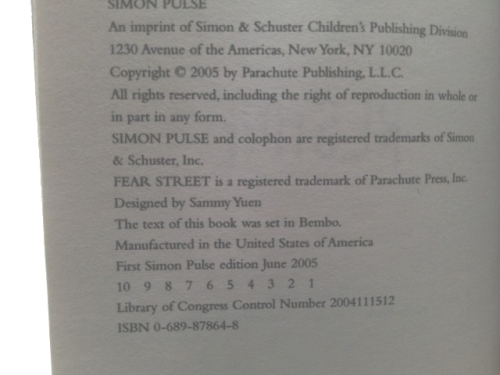 SIMON PULSE
An imprint of Simon & Schuster Children's Publishing Division
1230 Avenue of the Americas, New York, NY 10020
Copyright © 2005 by Parachute Publishing, L.L.C.
All rights reserved, including the right of reproduction in whole or
in part in any form.
SIMON PULSE and colophon are registered trademarks of Simon
& Schuster, Inc.
FEAR STREET is a registered trademark of Parachute Press, Inc.
Designed by Sammy Yuen
The text of this book was set in Bembo.
Manufactured in the United States of America
First Simon Pulse edition June 2005
10 9 8 7 6 5 4 3 2 1
Library of Congress Control Number 2004111512
ISBN 0-689-87864-8